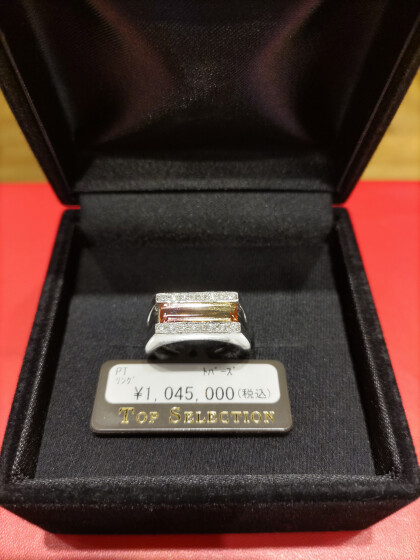 PT トパーズ
リング
¥1,045,000(税込)
TOP SELECTION